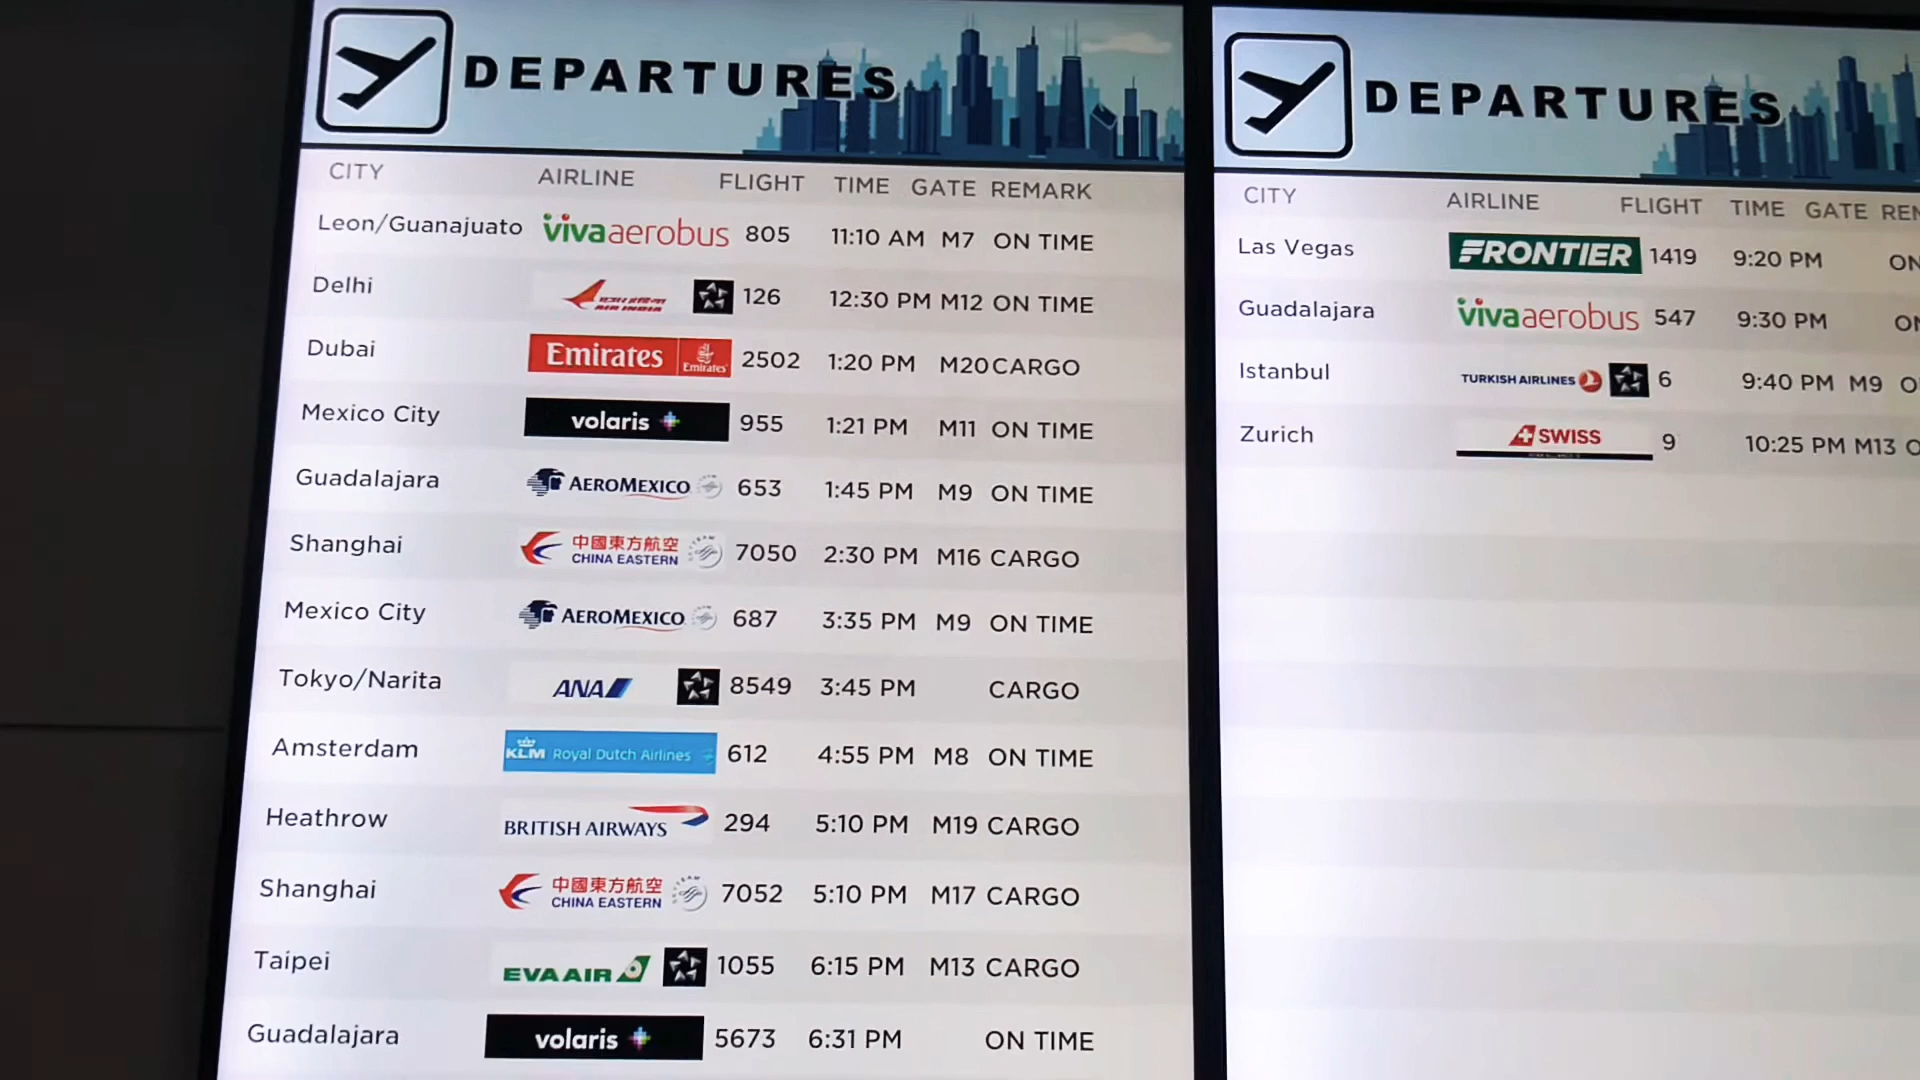 DEPARTURES
CITY AIRLINE FLIGHT TIME GATE REMARK
Leon/Guanajuato vivaaerobus 805 11:10 AM M7 ON TIME
Delhi AIR INDIA 126 12:30 PM M12 ON TIME
Dubai Emirates Emirates 2502 1:20 PM M20 CARGO
Mexico City volaris 955 1:21 PM M11 ON TIME
Guadalajara AEROMEXICO 653 1:45 PM M9 ON TIME
Shanghai 中國東方航空 CHINA EASTERN 7050 2:30 PM M16 CARGO
Mexico City AEROMEXICO 687 3:35 PM M9 ON TIME
Tokyo/Narita ANA 8549 3:45 PM CARGO
Amsterdam KLM Royal Dutch Airlines 612 4:55 PM M8 ON TIME
Heathrow BRITISH AIRWAYS 294 5:10 PM M19 CARGO
Shanghai 中國東方航空 CHINA EASTERN 7052 5:10 PM M17 CARGO
Taipei EVA AIR 1055 6:15 PM M13 CARGO
Guadalajara volaris 5673 6:31 PM ON TIME
DEPARTURES
CITY AIRLINE FLIGHT TIME GATE REM
Las Vegas FRONTIER 1419 9:20 PM ON
Guadalajara vivaaerobus 547 9:30 PM ON
Istanbul TURKISH AIRLINES 6 9:40 PM M9 O
Zurich SWISS 9 10:25 PM M13 O